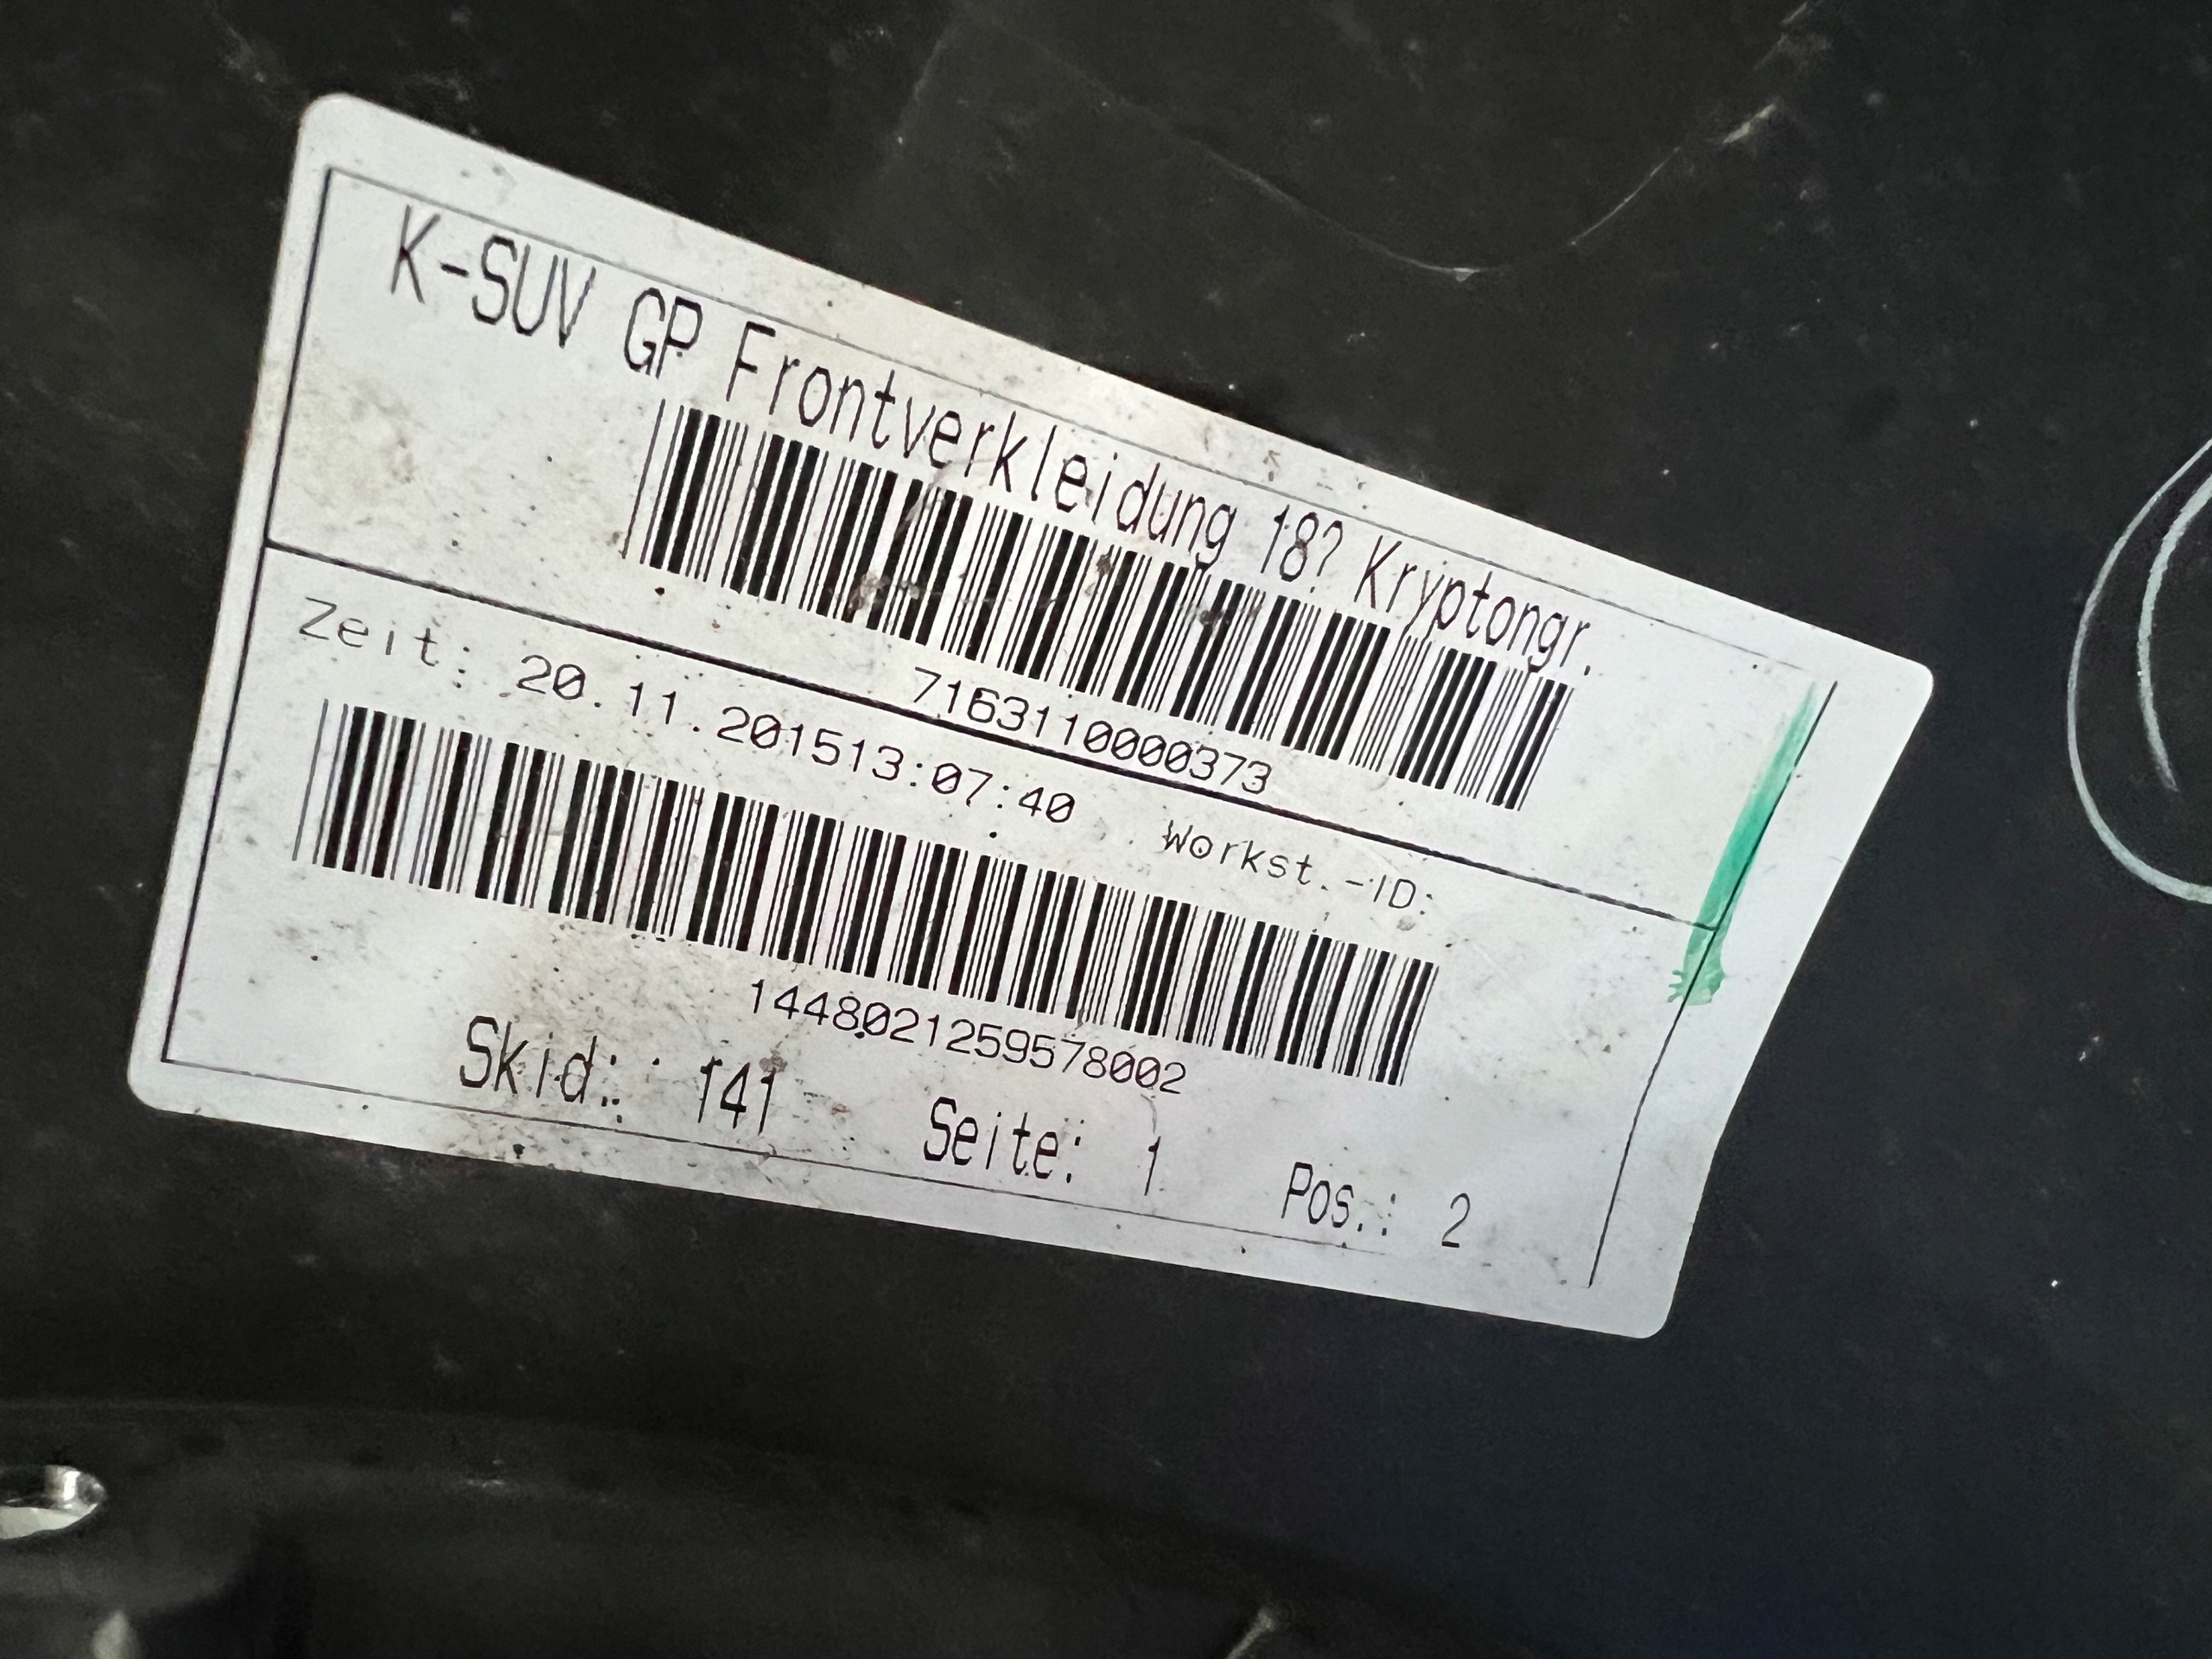 K-SUV GP Frontverkleidung 18? Kryptongr.
7163110000373
Zeit: 20.11.201513:07:40 Workst.-ID:
1448021259578002
Skid: 141 Seite: 1 Pos.: 2